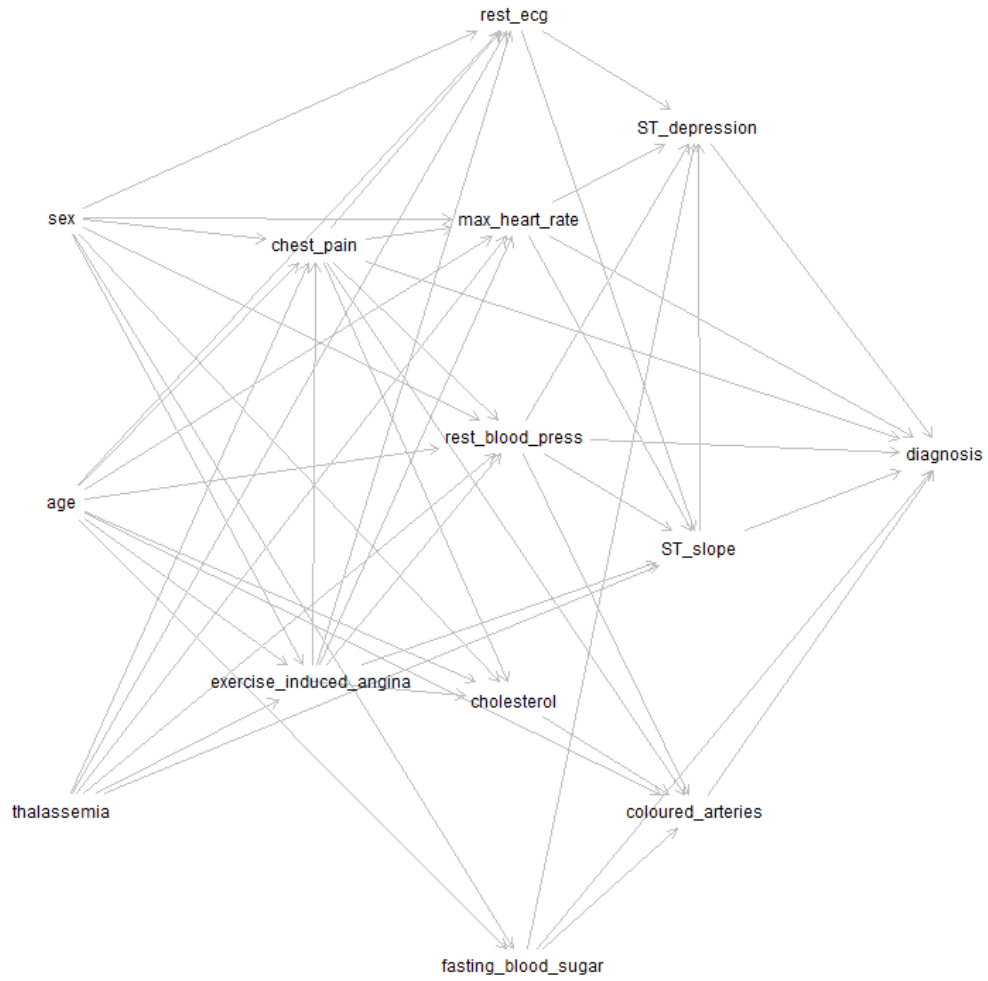 rest_ecg
ST_depression
sex
max_heart_rate
chest_pain
rest_blood_press
diagnosis
age
ST_slope
exercise_induced_angina
cholesterol
thalassemia
coloured_arteries
fasting_blood_sugar